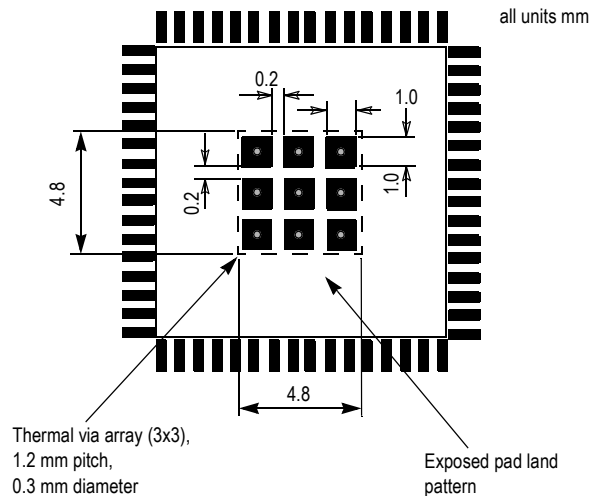 all units mm
0.2
1.0
4.8
0.2
1.0
4.8
Thermal via array (3x3),
1.2 mm pitch,
0.3 mm diameter
Exposed pad land
pattern